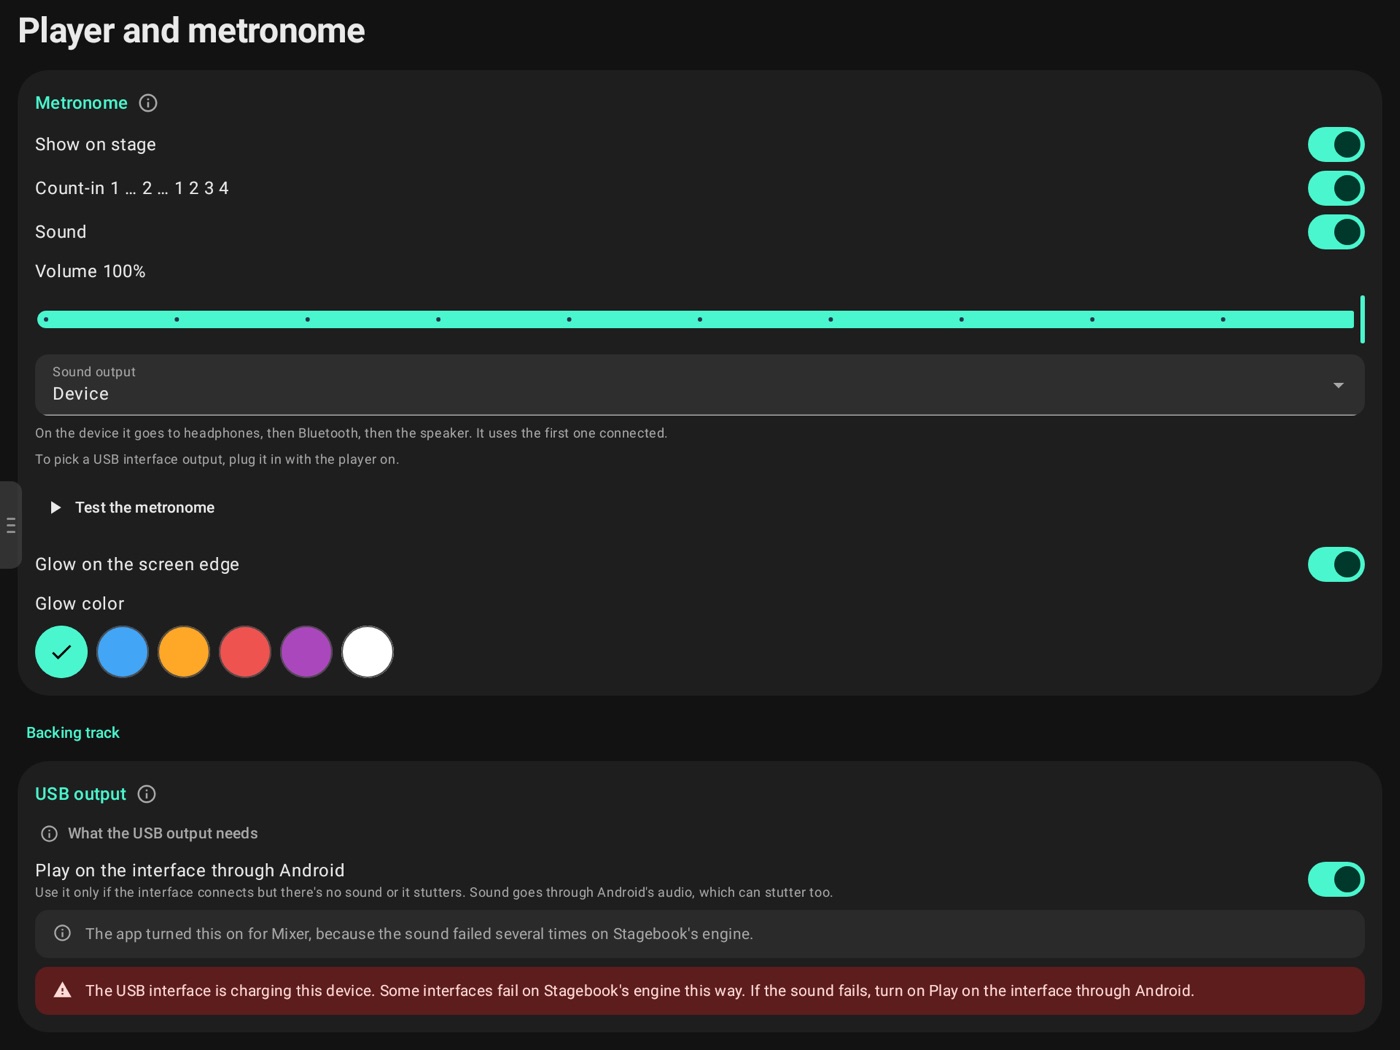 Player and metronome
Metronome
Show on stage
Count-in 1 ... 2 ... 1 2 3 4
Sound
Volume 100%
Sound output
Device
On the device it goes to headphones, then Bluetooth, then the speaker. It uses the first one connected.
To pick a USB interface output, plug it in with the player on.
Test the metronome
Glow on the screen edge
Glow color
Backing track
USB output
What the USB output needs
Play on the interface through Android
Use it only if the interface connects but there's no sound or it stutters. Sound goes through Android's audio, which can stutter too.
The app turned this on for Mixer, because the sound failed several times on Stagebook's engine.
The USB interface is charging this device. Some interfaces fail on Stagebook's engine this way. If the sound fails, turn on Play on the interface through Android.